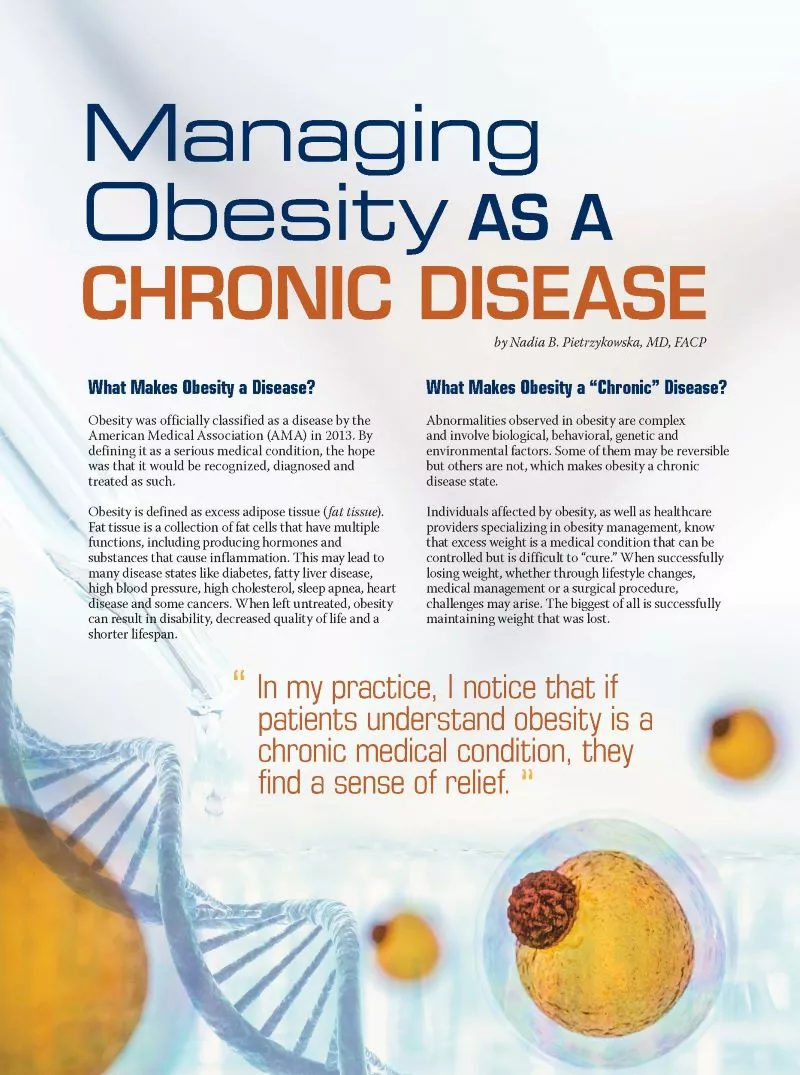 Managing
Obesity AS A
CHRONIC DISEASE
by Nadia B. Pietrzykowska, MD, FACP
What Makes Obesity a Disease?
Obesity was officially classified as a disease by the
American Medical Association (AMA) in 2013. By
defining it as a serious medical condition, the hope
was that it would be recognized, diagnosed and
treated as such.
Obesity is defined as excess adipose tissue (fat tissue).
Fat tissue is a collection of fat cells that have multiple
functions, including producing hormones and
substances that cause inflammation. This may lead to
many disease states like diabetes, fatty liver disease,
high blood pressure, high cholesterol, sleep apnea, heart
disease and some cancers. When left untreated, obesity
can result in disability, decreased quality of life and a
shorter lifespan.
What Makes Obesity a “Chronic” Disease?
Abnormalities observed in obesity are complex
and involve biological, behavioral, genetic and
environmental factors. Some of them may be reversible
but others are not, which makes obesity a chronic
disease state.
Individuals affected by obesity, as well as healthcare
providers specializing in obesity management, know
that excess weight is a medical condition that can be
controlled but is difficult to “cure.” When successfully
losing weight, whether through lifestyle changes,
medical management or a surgical procedure,
challenges may arise. The biggest of all is successfully
maintaining weight that was lost.
“ In my practice, I notice that if
patients understand obesity is a
chronic medical condition, they
find a sense of relief. ”